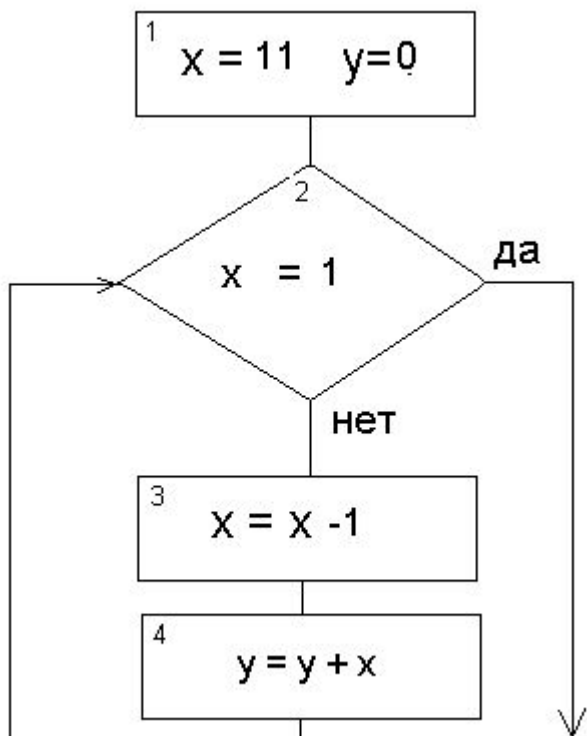 1
x = 11 y=0
2
x = 1
да
нет
3
x = x -1
4
y = y + x